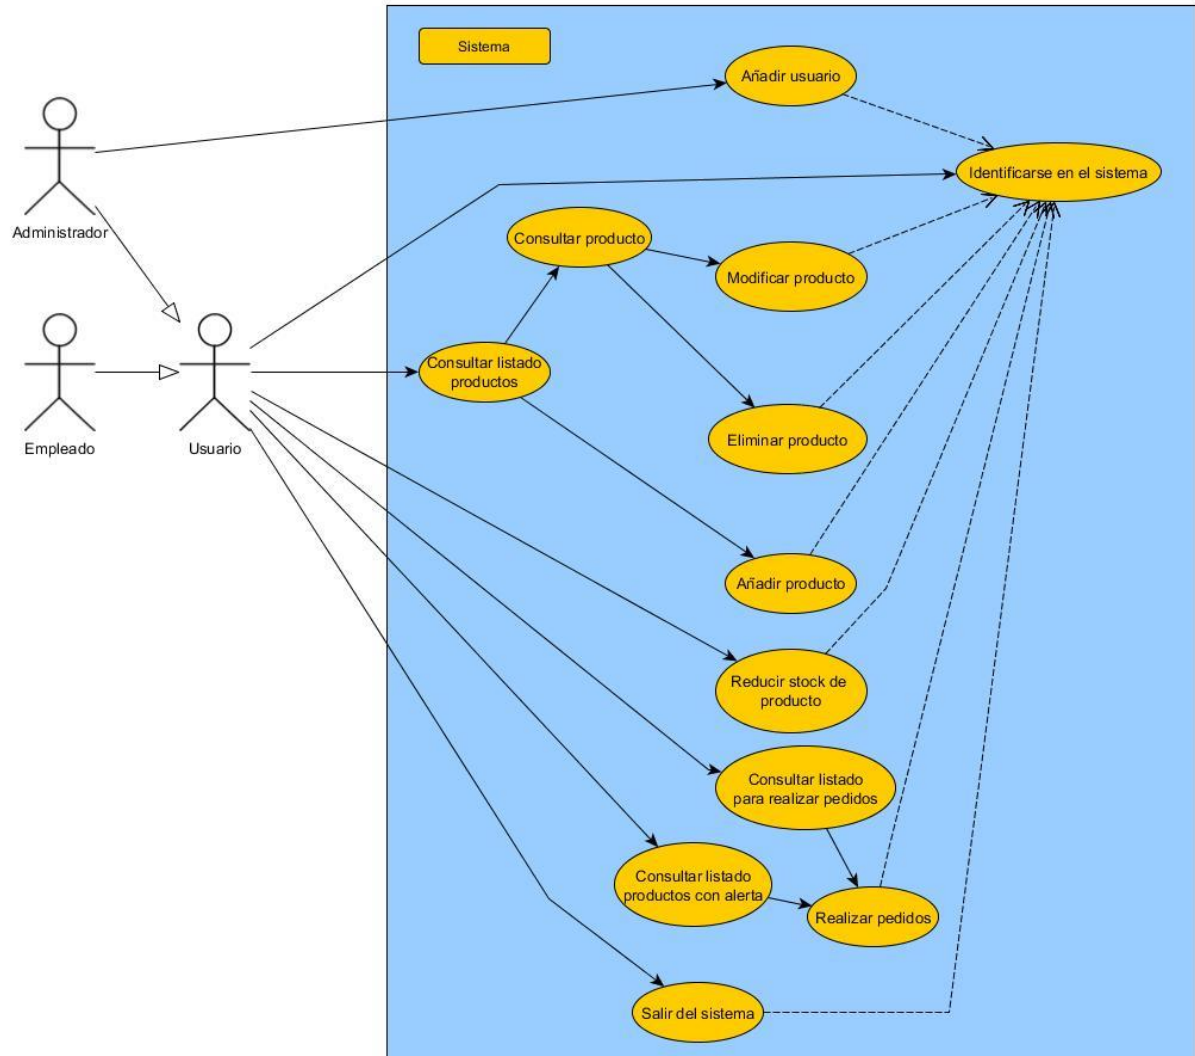 Sistema
Añadir usuario
Identificarse en el sistema
Administrador
Consultar producto
Modificar producto
Consultar listado
productos
Empleado
Usuario
Eliminar producto
Añadir producto
Reducir stock de
producto
Consultar listado
para realizar pedidos
Consultar listado
productos con alerta
Realizar pedidos
Salir del sistema